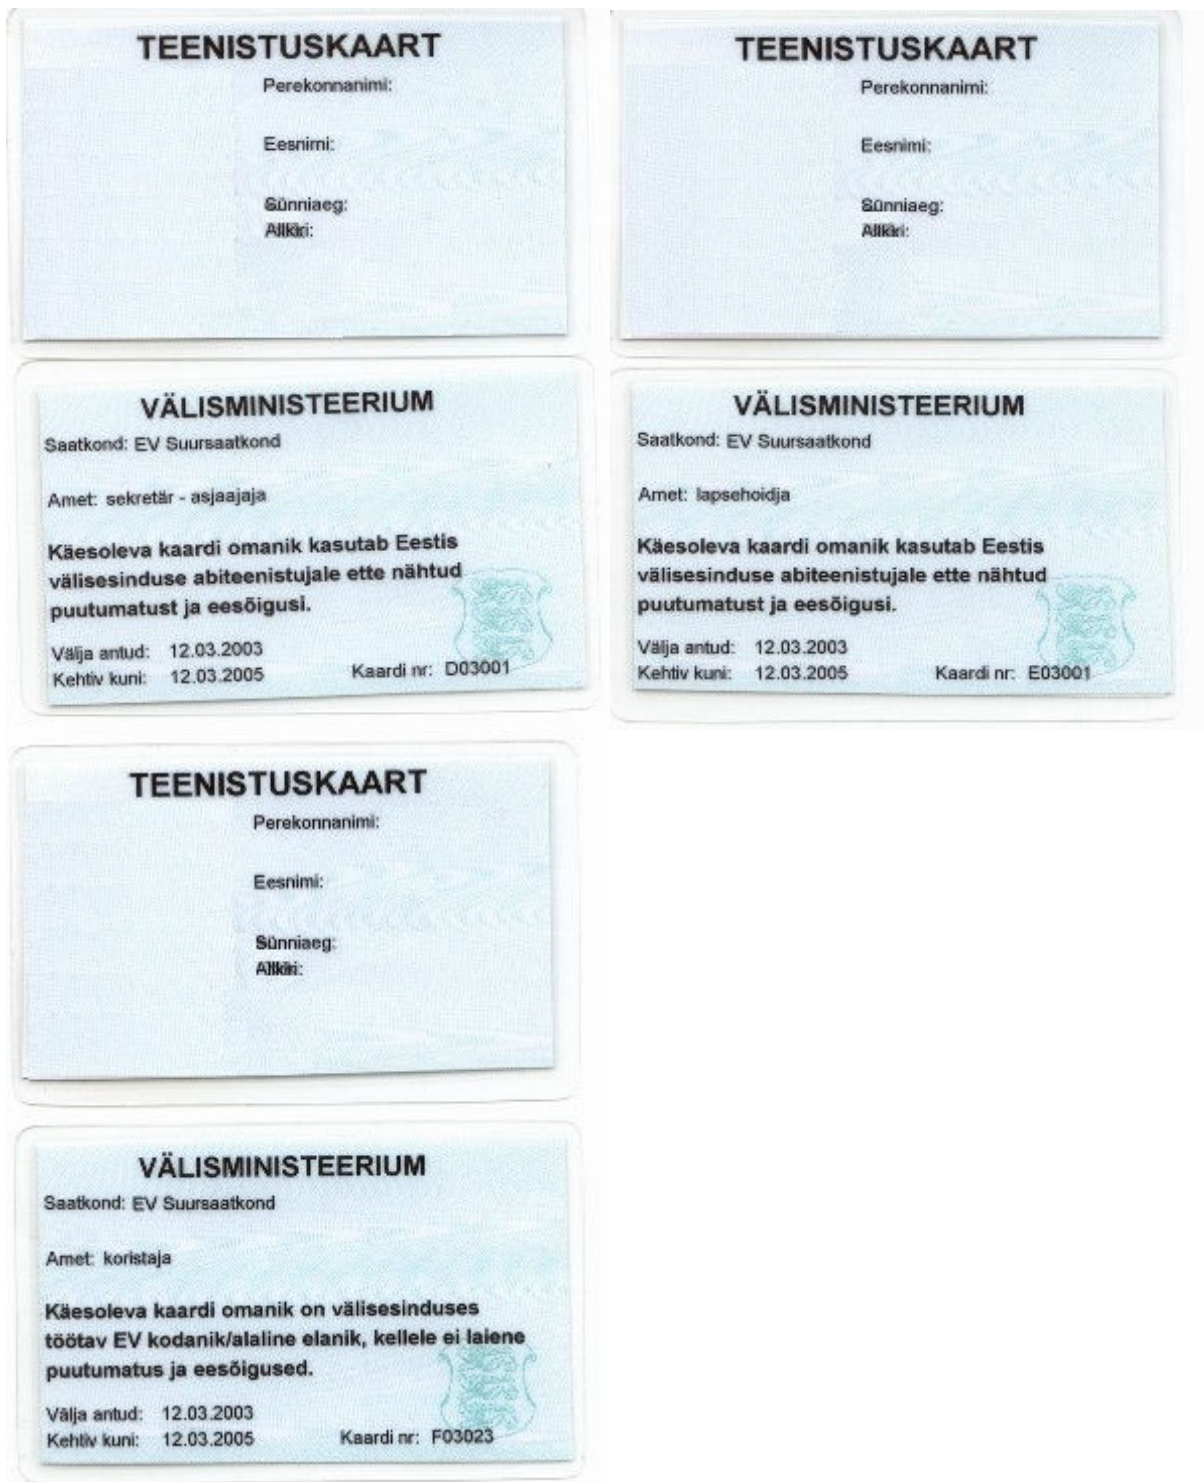 TEENISTUSKAART
Perekonnanimi:
Eesnimi:
Sünniaeg:
Allkiri:
VÄLISMINISTEERIUM
Saatkond: EV Suursaatkond
Amet: sekretär - asjaajaja
Käesoleva kaardi omanik kasutab Eestis
välisesinduse abiteenistujale ette nähtud
puutumatust ja eesõigusi.
Välja antud: 12.03.2003
Kehtiv kuni: 12.03.2005 Kaardi nr: D03001
TEENISTUSKAART
Perekonnanimi:
Eesnimi:
Sünniaeg:
Allkiri:
VÄLISMINISTEERIUM
Saatkond: EV Suursaatkond
Amet: lapsehoidja
Käesoleva kaardi omanik kasutab Eestis
välisesinduse abiteenistujale ette nähtud
puutumatust ja eesõigusi.
Välja antud: 12.03.2003
Kehtiv kuni: 12.03.2005 Kaardi nr: E03001
TEENISTUSKAART
Perekonnanimi:
Eesnimi:
Sünniaeg:
Allkiri:
VÄLISMINISTEERIUM
Saatkond: EV Suursaatkond
Amet: koristaja
Käesoleva kaardi omanik on välisesinduses
töötav EV kodanik/alaline elanik, kellele ei laiene
puutumatus ja eesõigused.
Välja antud: 12.03.2003
Kehtiv kuni: 12.03.2005 Kaardi nr: F03023